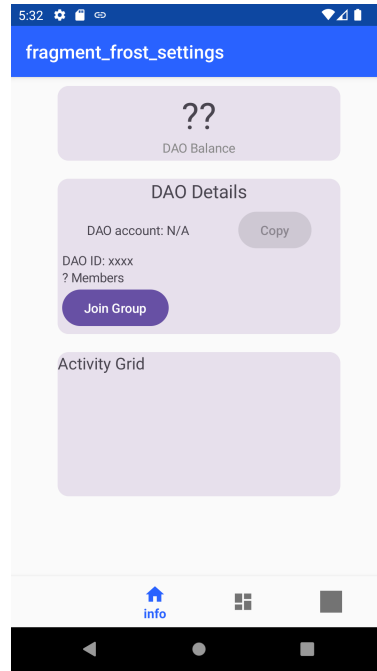 5:32
fragment_frost_settings
??
DAO Balance
DAO Details
DAO account: N/A
Copy
DAO ID: xxxx
? Members
Join Group
Activity Grid
info